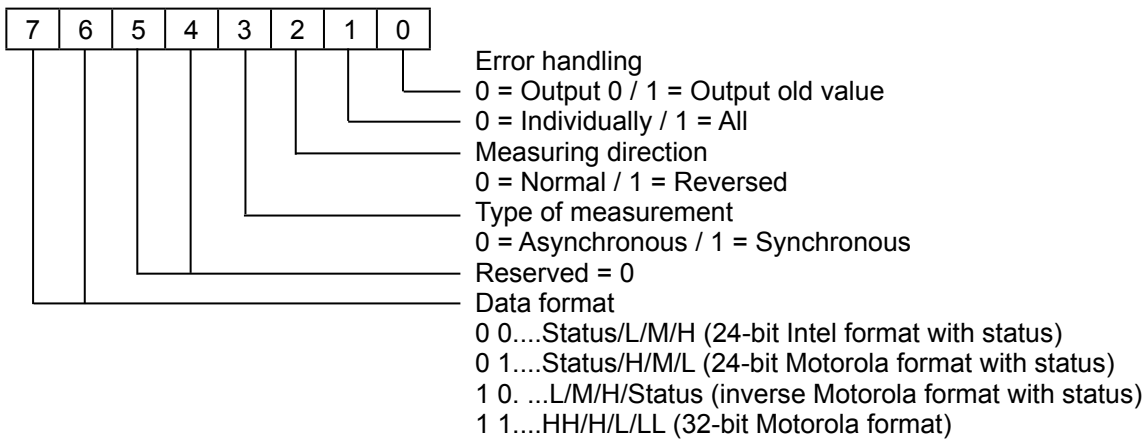 7 6 5 4 3 2 1 0
Error handling
0 = Output 0 / 1 = Output old value
0 = Individually / 1 = All
Measuring direction
0 = Normal / 1 = Reversed
Type of measurement
0 = Asynchronous / 1 = Synchronous
Reserved = 0
Data format
0 0....Status/L/M/H (24-bit Intel format with status)
0 1....Status/H/M/L (24-bit Motorola format with status)
1 0. ...L/M/H/Status (inverse Motorola format with status)
1 1....HH/H/L/LL (32-bit Motorola format)